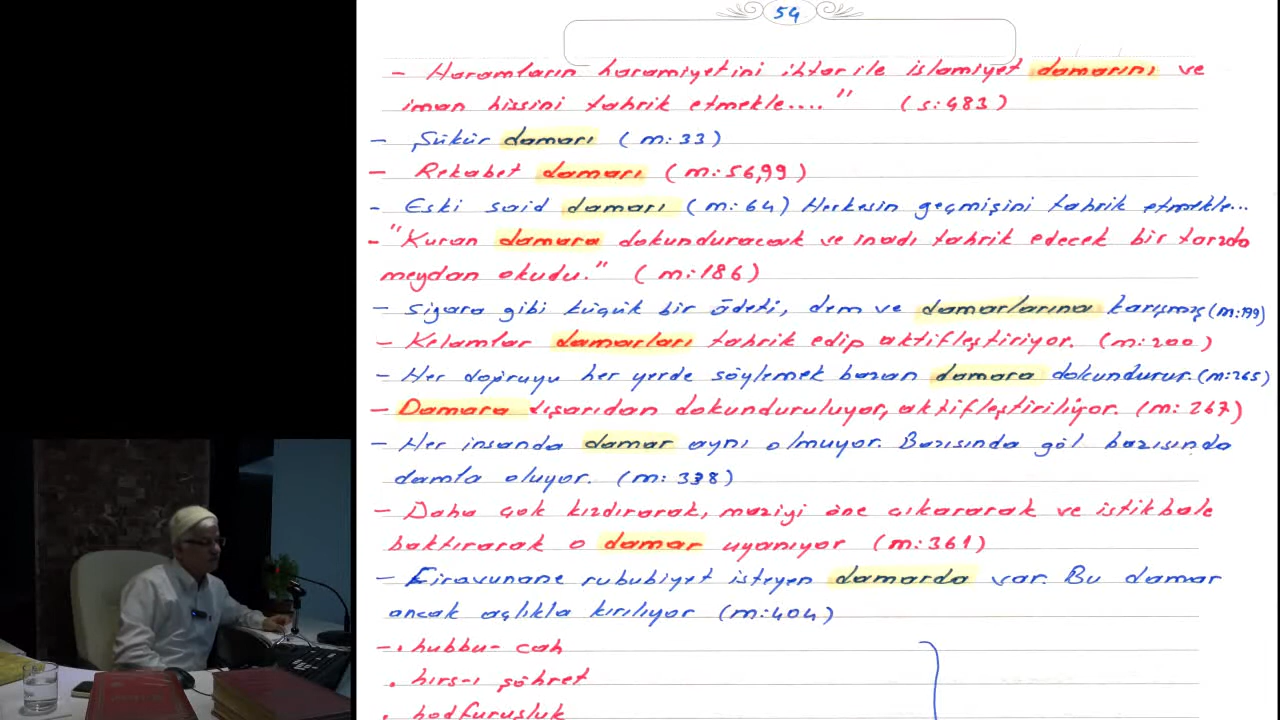 54
- Haramların haramiyetini ihtar ile islamiyet damarını ve
iman hissini tahrik etmekle...." (s:483)
- Şükür damarı (m:33)
- Rekabet damarı (m:56,99)
- Eski said damarı (m:64) Herkesin geçmişini tahrik etmekle...
- "Kuran damara dokunduracak ve inadı tahrik edecek bir tarzda
meydan okudu." (m:186)
- Sigara gibi küçük bir âdeti, dem ve damarlarına karışmış (m:199)
- Kelamlar damarları tahrik edip aktifleştiriyor. (m:200)
- Her doğruyu her yerde söylemek bazan damara dokundurur. (m:265)
- Damara dışarıdan dokunduruluyor, aktifleştiriliyor. (m:267)
- Her insanda damar aynı olmuyor. Bazısında göl bazısında
damla oluyor. (m:338)
- Daha çok kızdırarak, maziyi öne çıkararak ve istikbale
baktırarak o damar uyanıyor (m:361)
- Firavunane rububiyet isteyen damarda var. Bu damar
ancak açlıkla kırılıyor (m:404)
- . hubbu-cah
. hırs-ı şöhret
. hodfuruşluk